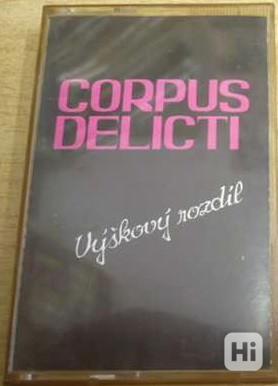 CORPUS
DELICTI
Výškový rozdíl
Hi